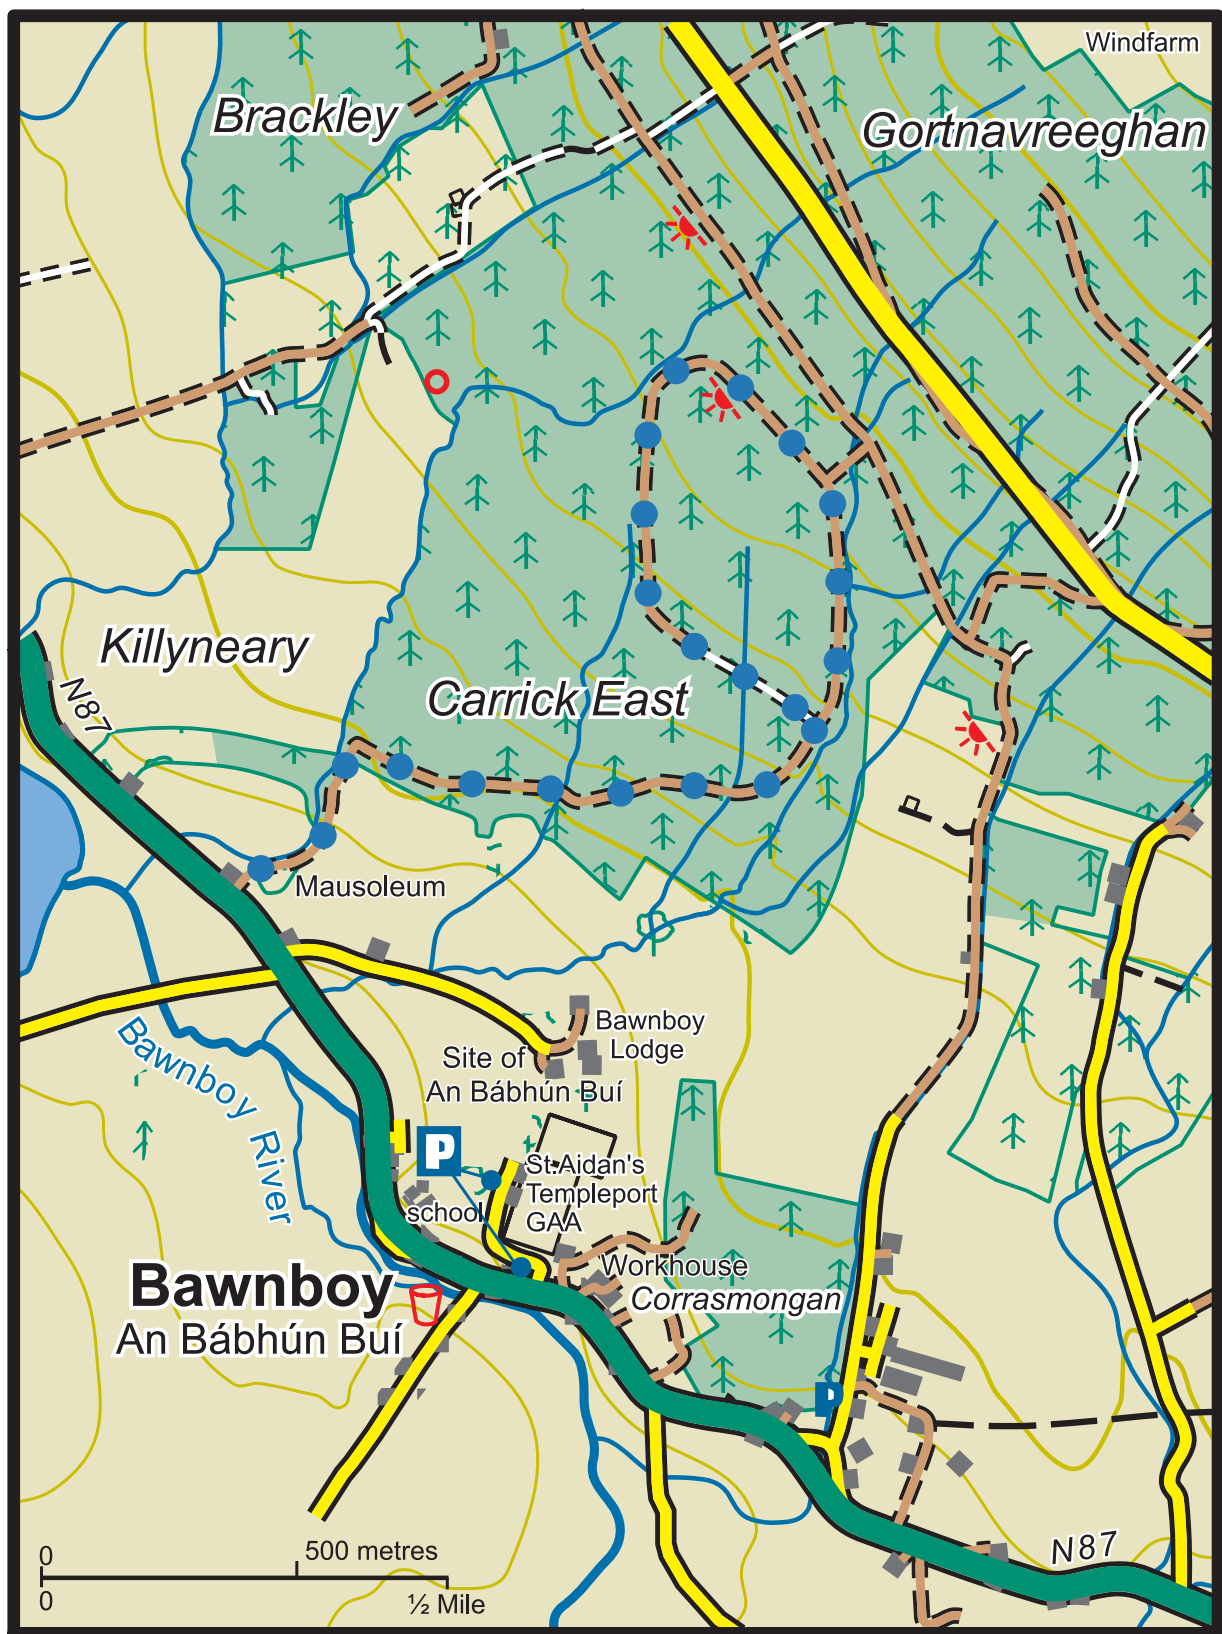 Windfarm
Brackley
Gortnavreeghan
Killyneary
N87
Carrick East
Mausoleum
Bawnboy River
Bawnboy
Lodge
Site of
An Bábhún Buí
P
St.Aidan's
Templeport
GAA
school
Workhouse
Corrasmongan
Bawnboy
An Bábhún Buí
P
N87
0
500 metres
0
½ Mile